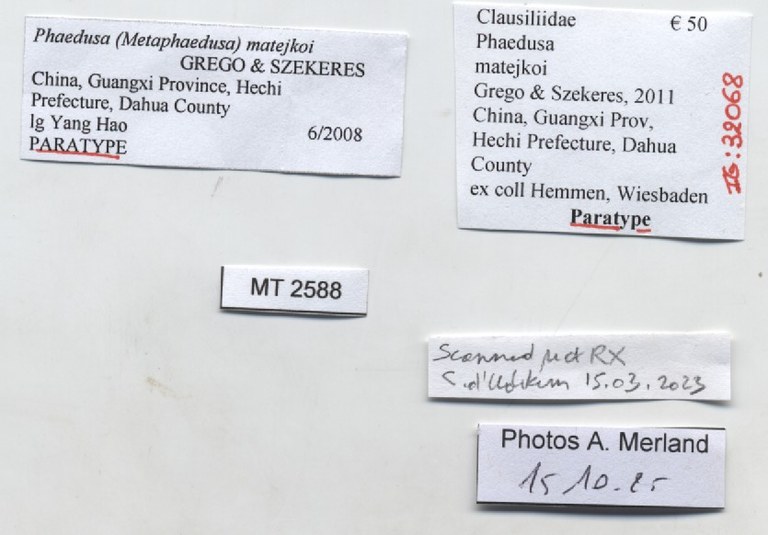 Phaedusa (Metaphaedusa) matejkoi
GREGO & SZEKERES
China, Guangxi Province, Hechi
Prefecture, Dahua County
lg Yang Hao 6/2008
PARATYPE
Clausiliidae € 50
Phaedusa
matejkoi
Grego & Szekeres, 2011
China, Guangxi Prov,
Hechi Prefecture, Dahua
County
ex coll Hemmen, Wiesbaden
Paratype
IG: 32068
MT 2588
Scanned µct RX
15.03.2023
Photos A. Merland
15.10.25